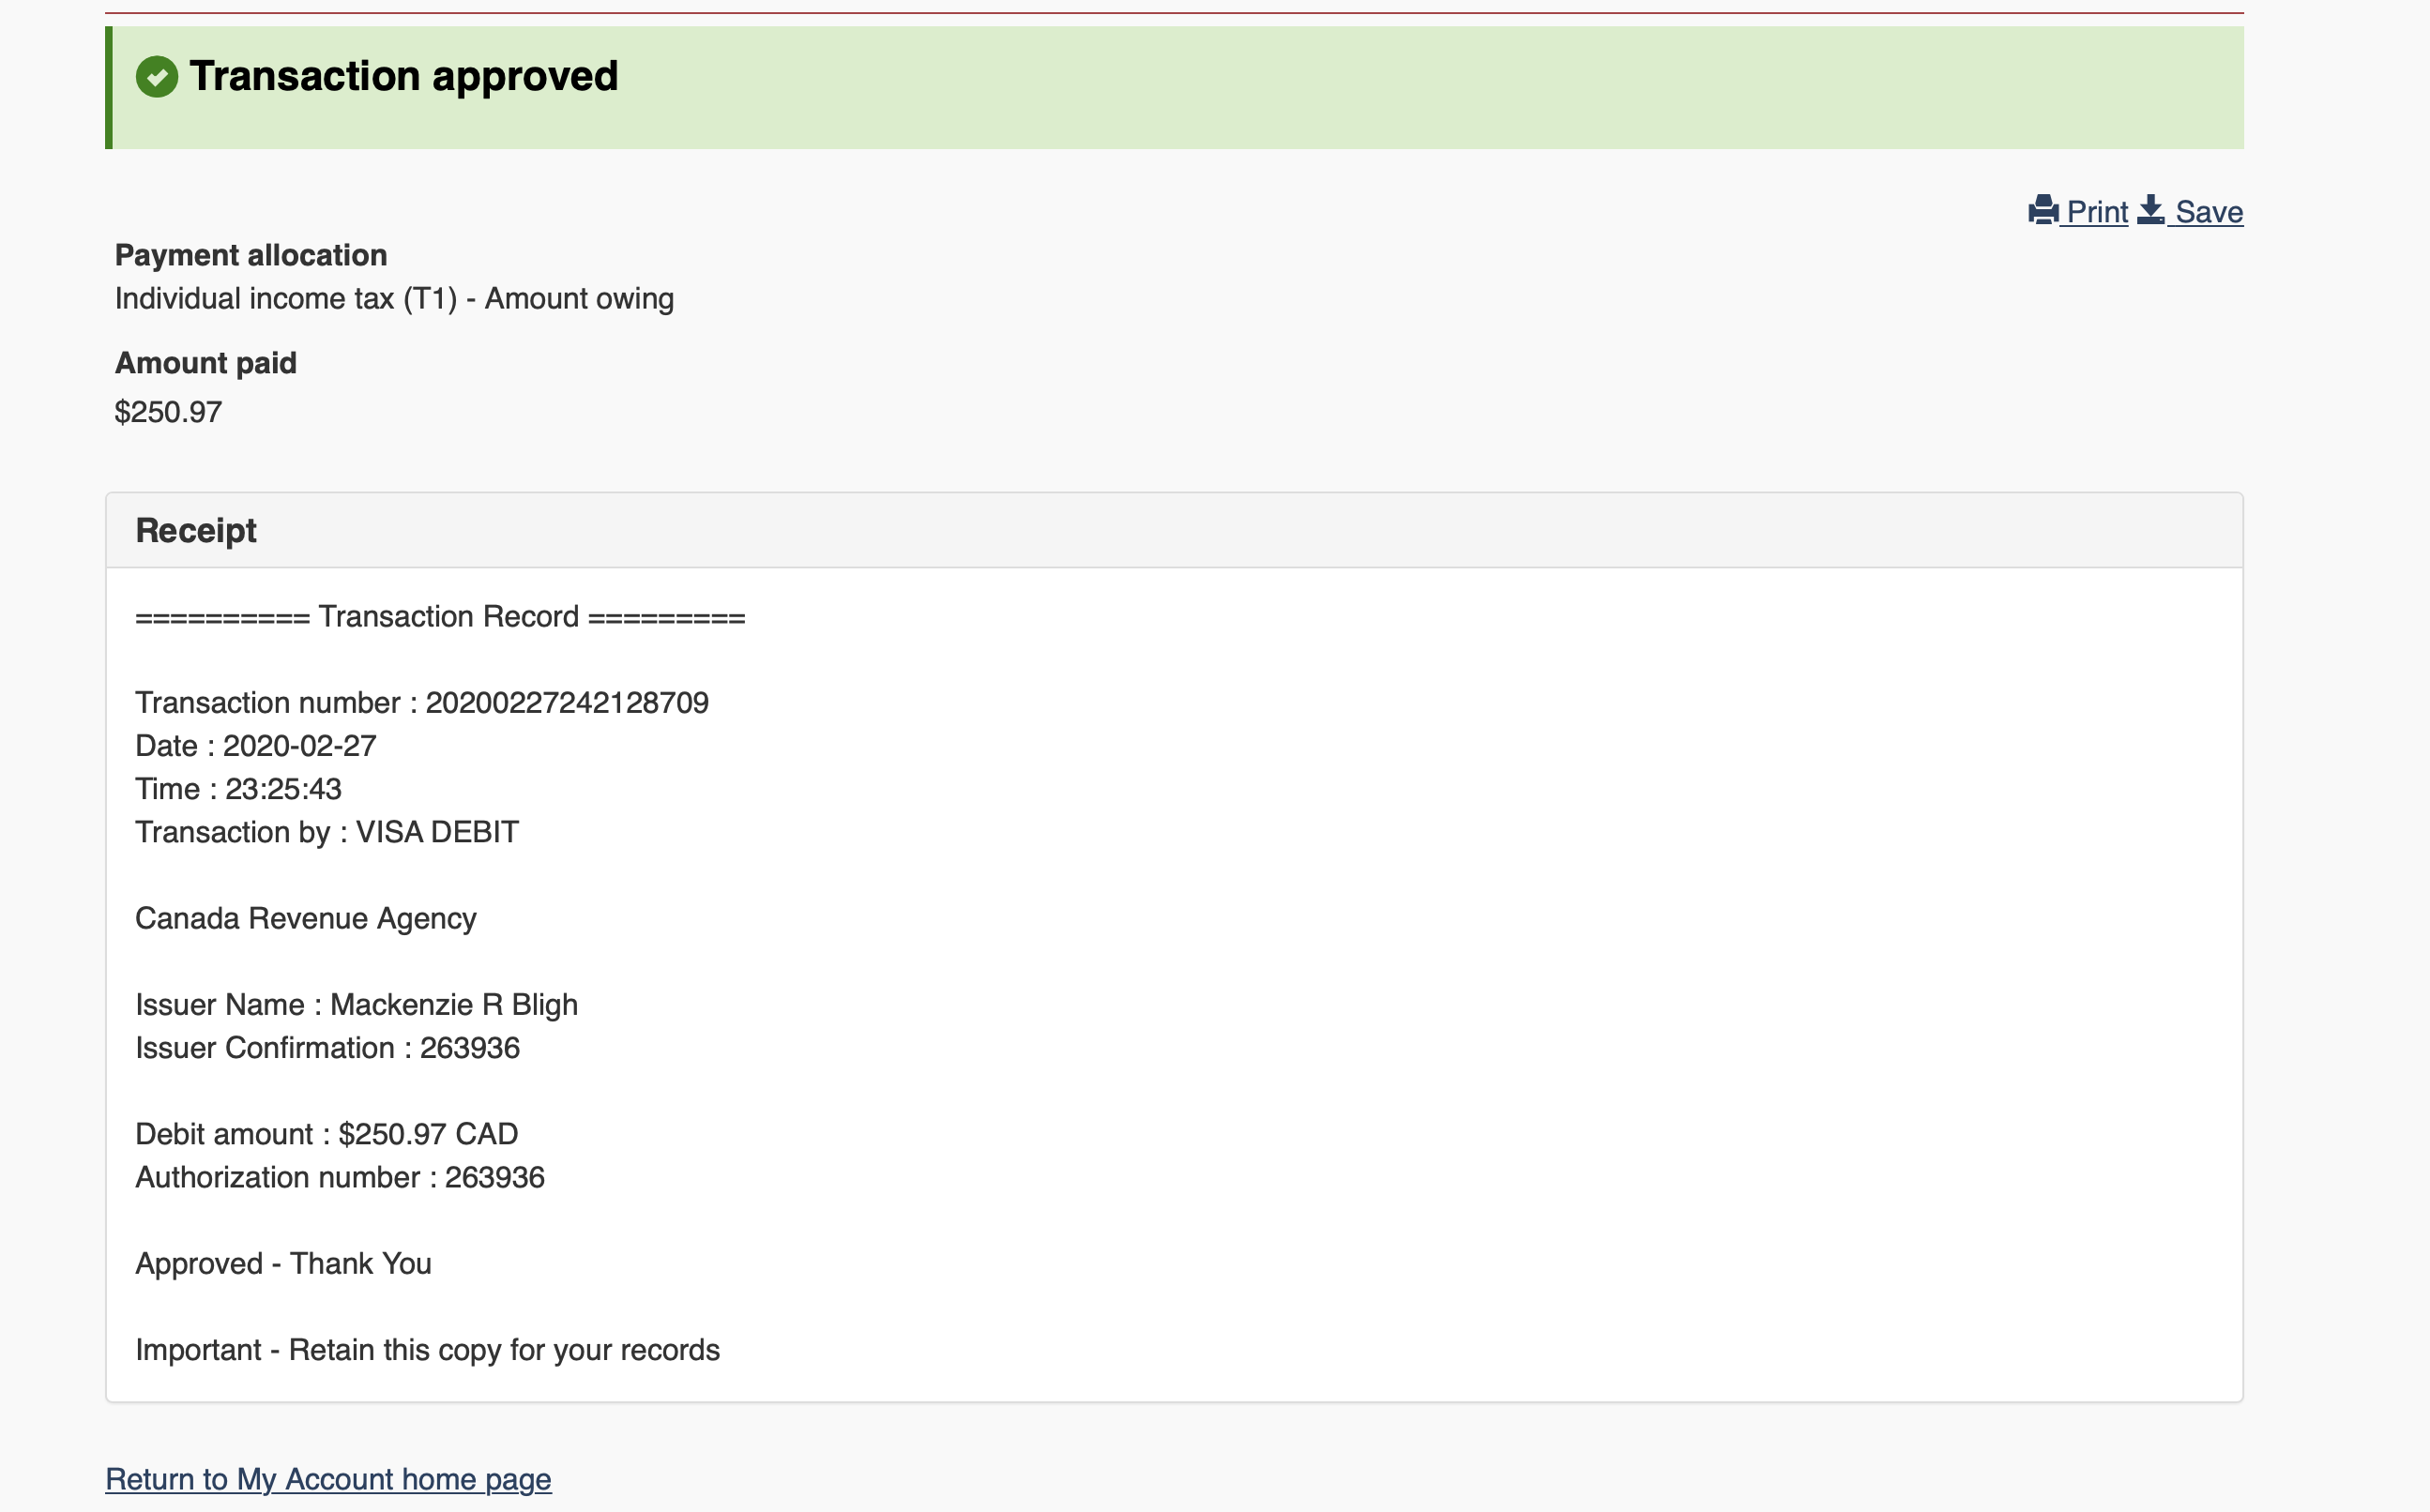 Transaction approved
Print Save
Payment allocation
Individual income tax (T1) - Amount owing
Amount paid
$250.97
Receipt
========== Transaction Record =========
Transaction number : 20200227242128709
Date : 2020-02-27
Time : 23:25:43
Transaction by : VISA DEBIT
Canada Revenue Agency
Issuer Name : Mackenzie R Bligh
Issuer Confirmation : 263936
Debit amount : $250.97 CAD
Authorization number : 263936
Approved - Thank You
Important - Retain this copy for your records
Return to My Account home page